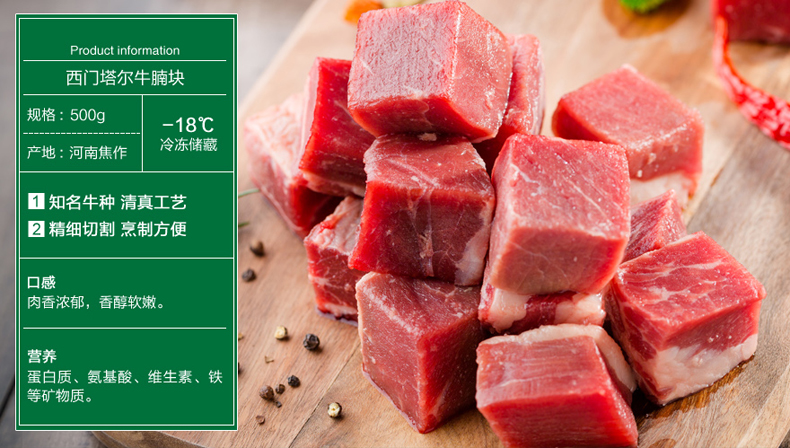 Product information
西门塔尔牛腩块
规格：500g
产地：河南焦作
-18℃
冷冻储藏
1 知名牛种 清真工艺
2 精细切割 烹制方便
口感
肉香浓郁，香醇软嫩。
营养
蛋白质、氨基酸、维生素、铁
等矿物质。